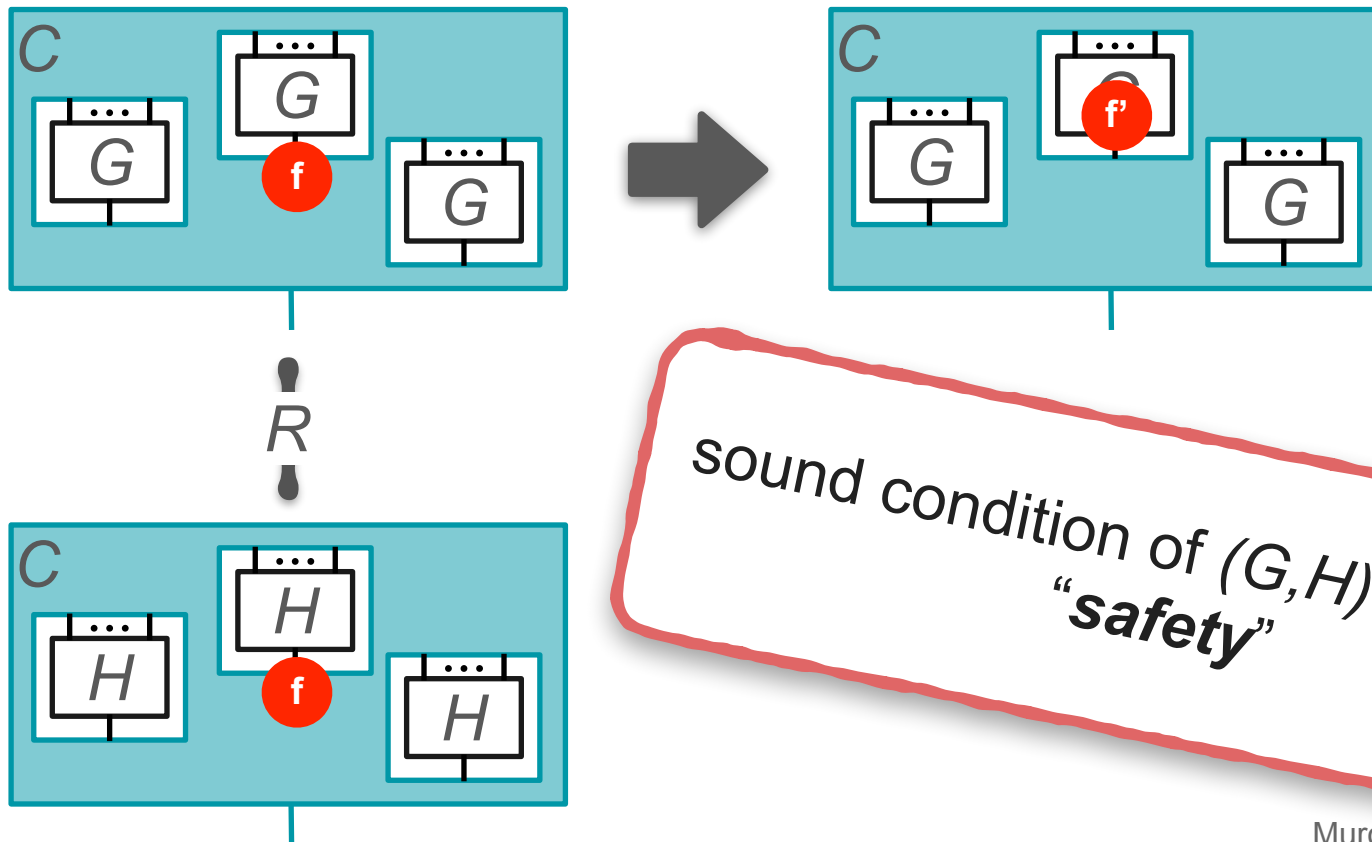 C
...
G
f
...
G
...
G
C
...
f’
...
G
...
G
R
C
...
H
f
...
H
...
H
sound condition of (G,H)
“safety”